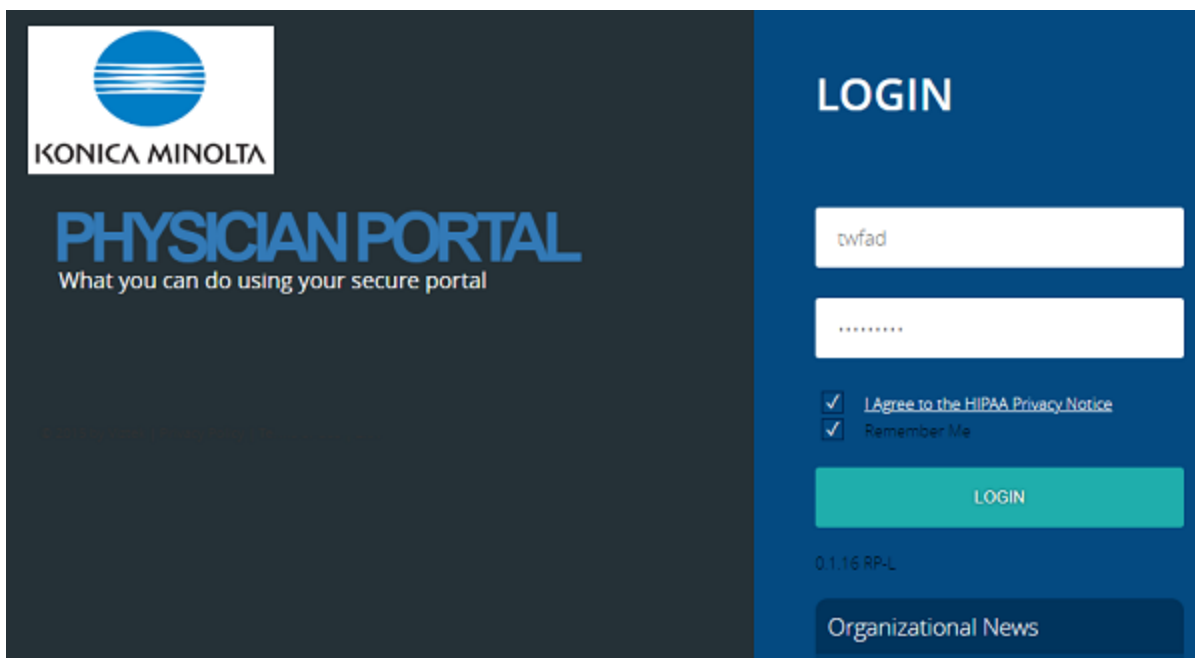 KONICA MINOLTA
PHYSICIAN PORTAL
What you can do using your secure portal
LOGIN
twfad
I Agree to the HIPAA Privacy Notice
Remember Me
LOGIN
0.1.16 RP-L
Organizational News